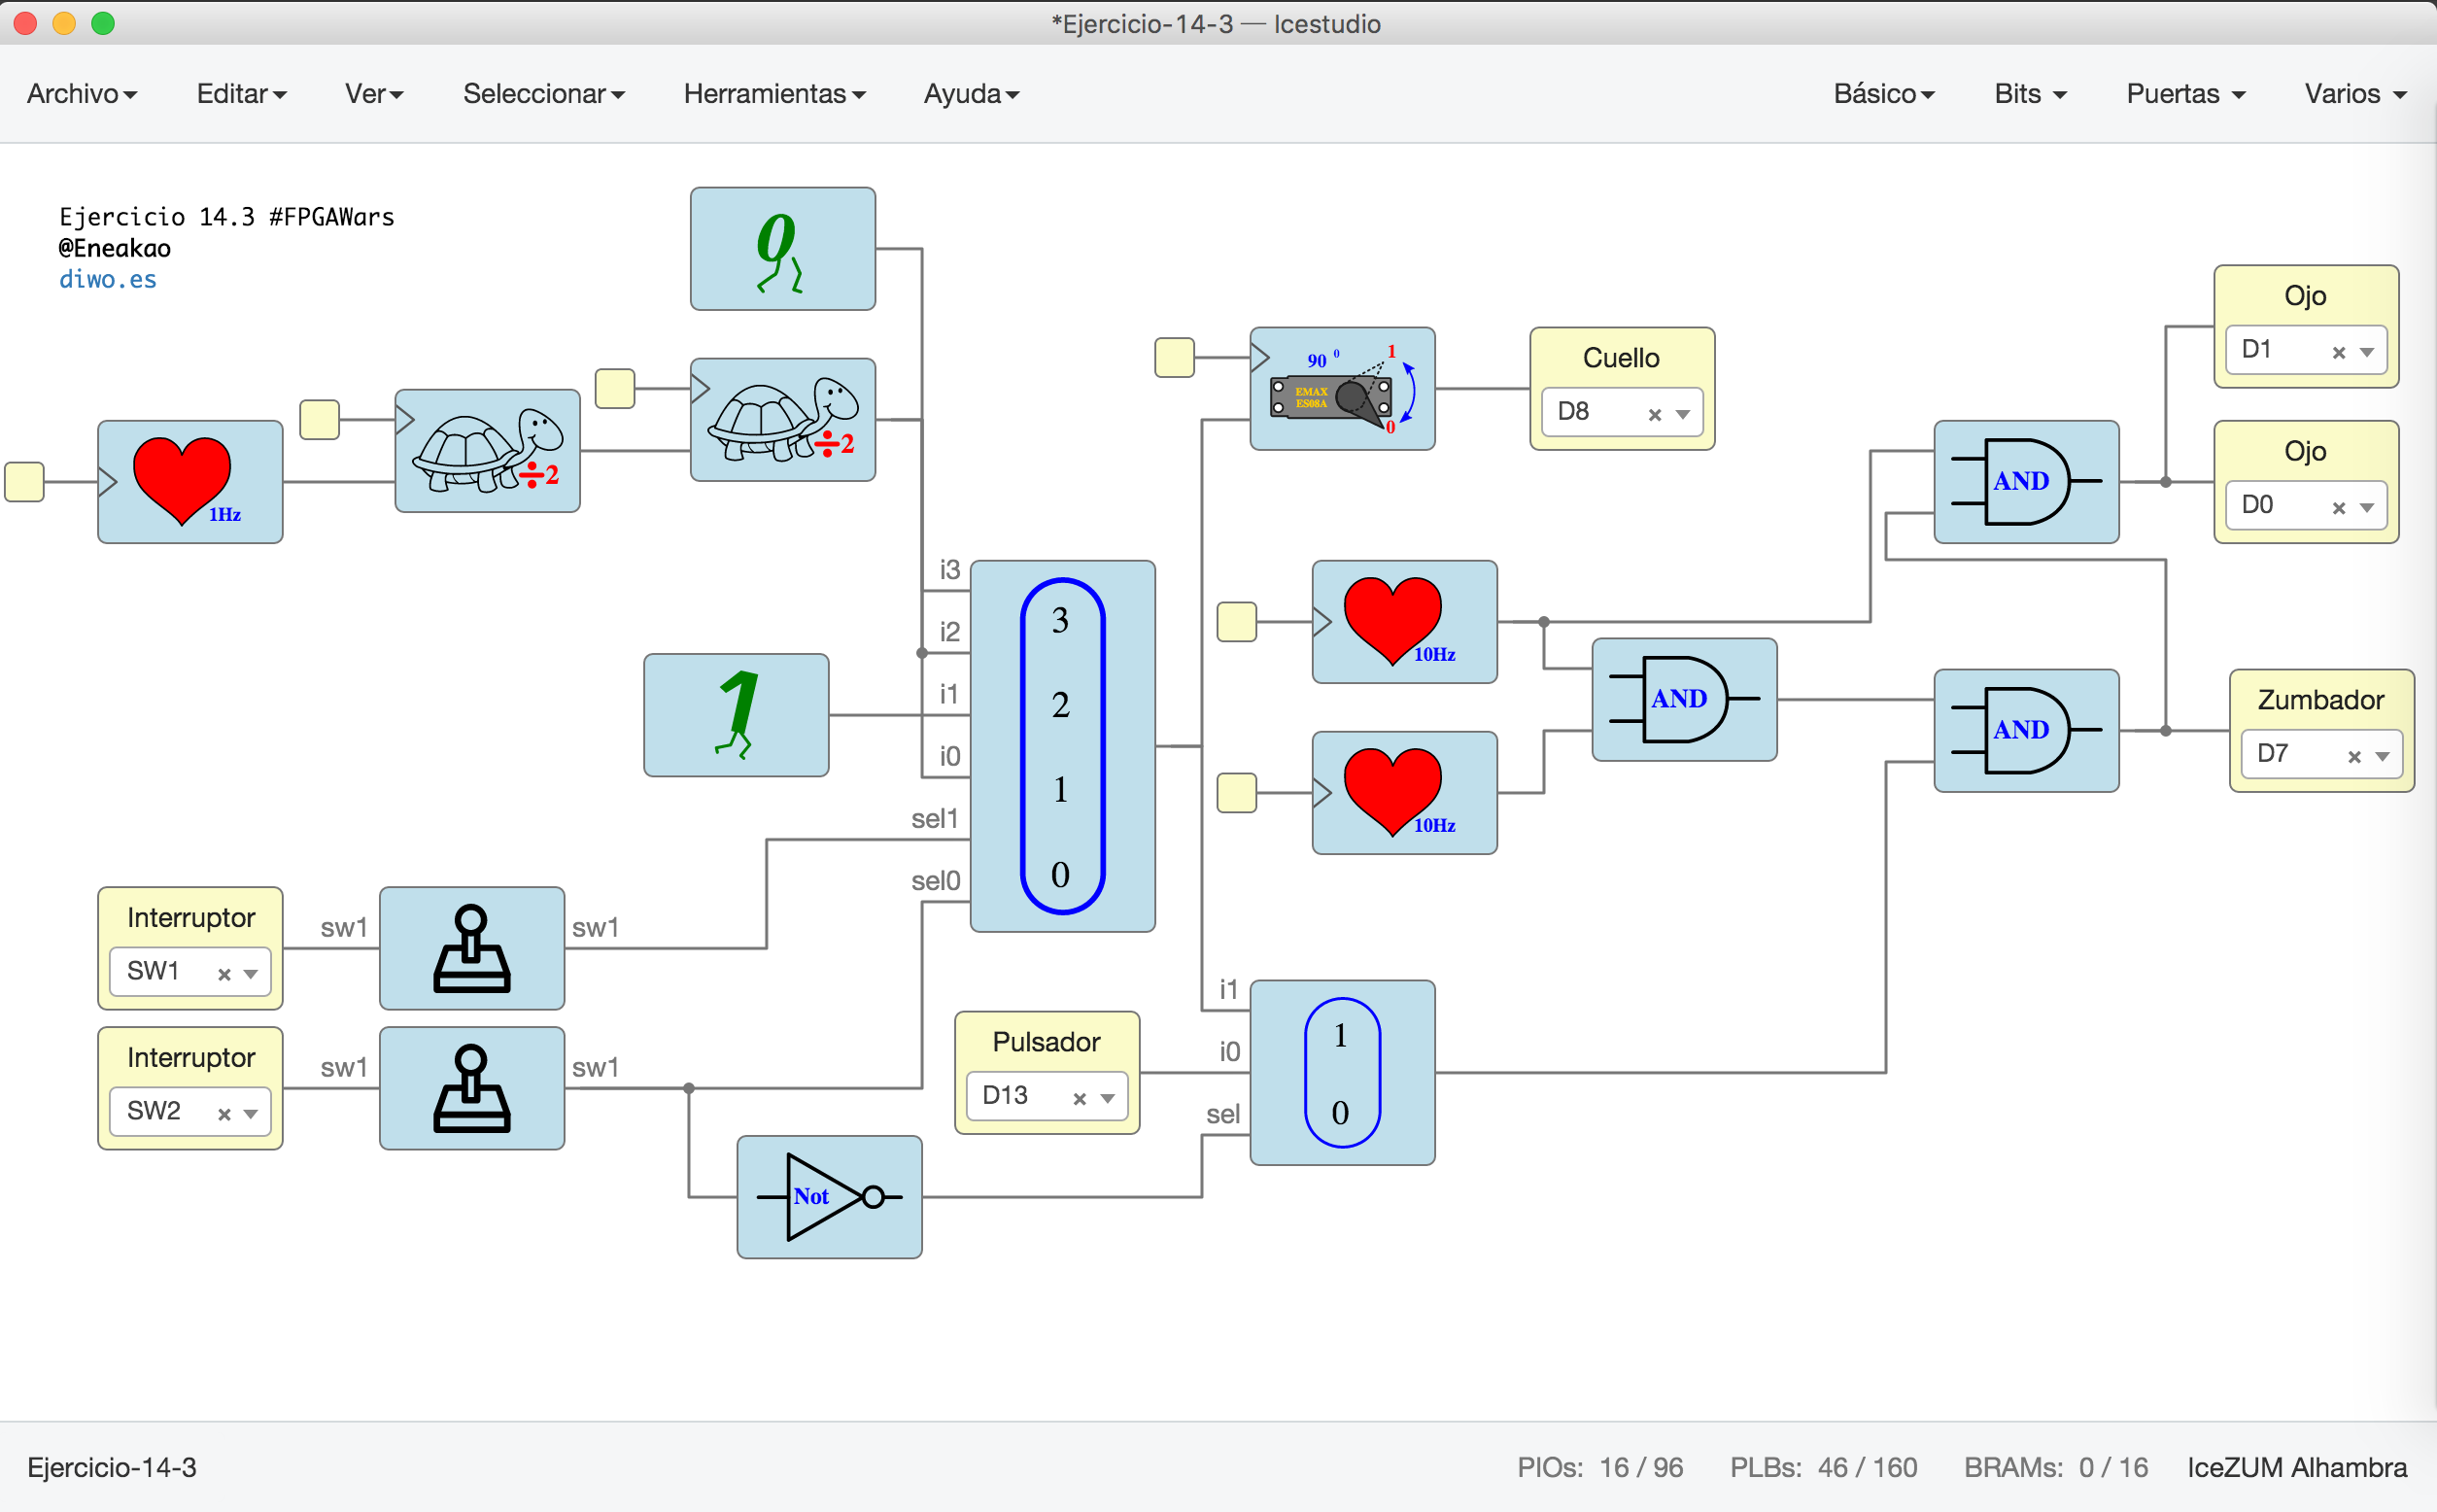 *Ejercicio-14-3 — Icestudio
Archivo Editar Ver Seleccionar Herramientas Ayuda Básico Bits Puertas Varios
Ejercicio 14.3 #FPGAWars
@Eneakao
diwo.es
0
1Hz
÷2
÷2
90 º
1
0
EMAX
ES08A
Cuello
D8
Ojo
D1
Ojo
D0
AND
i3
i2
i1
i0
sel1
sel0
3
2
1
0
1
10Hz
10Hz
AND
AND
Zumbador
D7
Interruptor
SW1
sw1
sw1
Interruptor
SW2
sw1
sw1
Not
Pulsador
D13
i1
i0
sel
1
0
Ejercicio-14-3 PIOs: 16 / 96 PLBs: 46 / 160 BRAMs: 0 / 16 IceZUM Alhambra